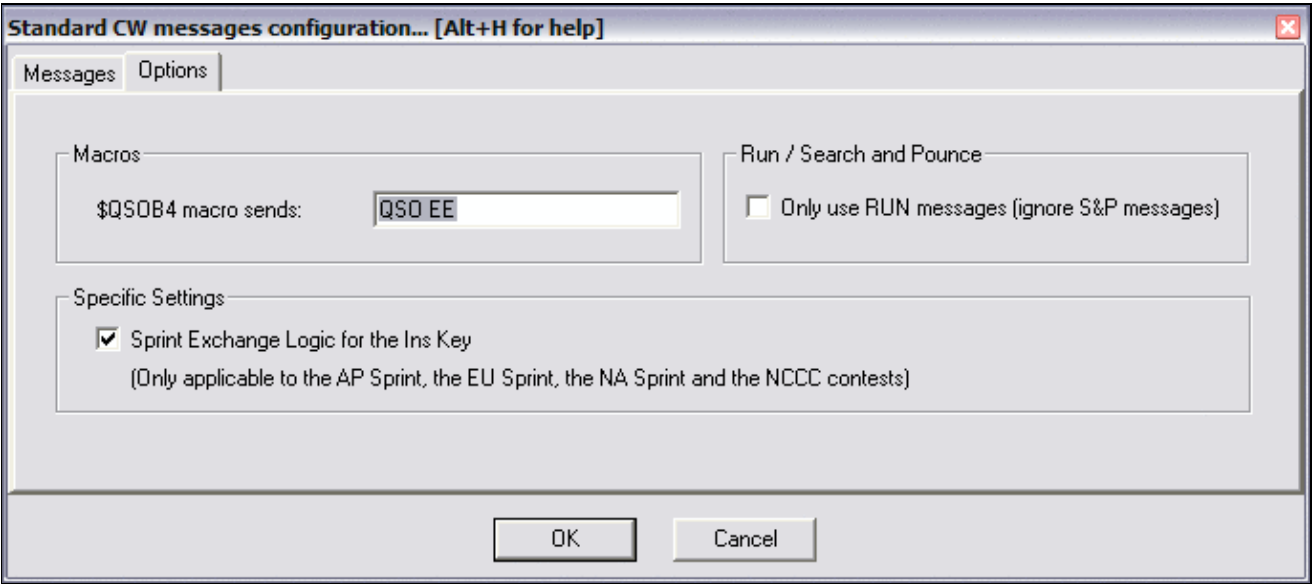 Standard CW messages configuration... [Alt+H for help]
Messages
Options
Macros
$QSOB4 macro sends:
QSO EE
Run / Search and Pounce
Only use RUN messages (ignore S&P messages)
Specific Settings
Sprint Exchange Logic for the Ins Key
(Only applicable to the AP Sprint, the EU Sprint, the NA Sprint and the NCCC contests)
OK
Cancel